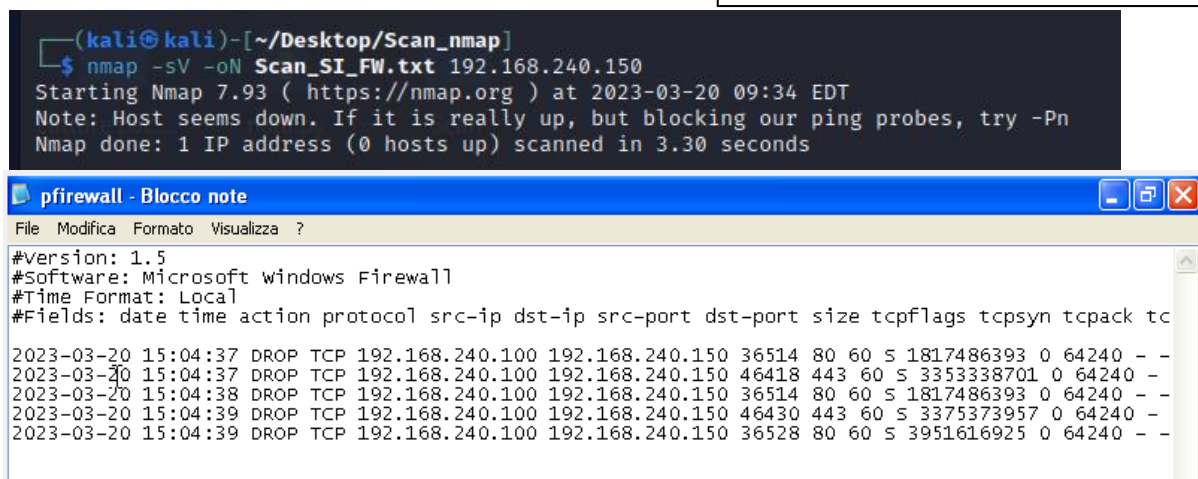 (kali㉿kali)-[~/Desktop/Scan_nmap]
$ nmap -sV -oN Scan_SI_FW.txt 192.168.240.150
Starting Nmap 7.93 ( https://nmap.org ) at 2023-03-20 09:34 EDT
Note: Host seems down. If it is really up, but blocking our ping probes, try -Pn
Nmap done: 1 IP address (0 hosts up) scanned in 3.30 seconds
pfirewall - Blocco note
File Modifica Formato Visualizza ?
#Version: 1.5
#Software: Microsoft Windows Firewall
#Time Format: Local
#Fields: date time action protocol src-ip dst-ip src-port dst-port size tcpflags tcpsyn tcpack tc
2023-03-20 15:04:37 DROP TCP 192.168.240.100 192.168.240.150 36514 80 60 S 1817486393 0 64240 - -
2023-03-20 15:04:37 DROP TCP 192.168.240.100 192.168.240.150 46418 443 60 S 3353338701 0 64240 -
2023-03-20 15:04:38 DROP TCP 192.168.240.100 192.168.240.150 36514 80 60 S 1817486393 0 64240 - -
2023-03-20 15:04:39 DROP TCP 192.168.240.100 192.168.240.150 46430 443 60 S 3375373957 0 64240 -
2023-03-20 15:04:39 DROP TCP 192.168.240.100 192.168.240.150 36528 80 60 S 3951616925 0 64240 - -